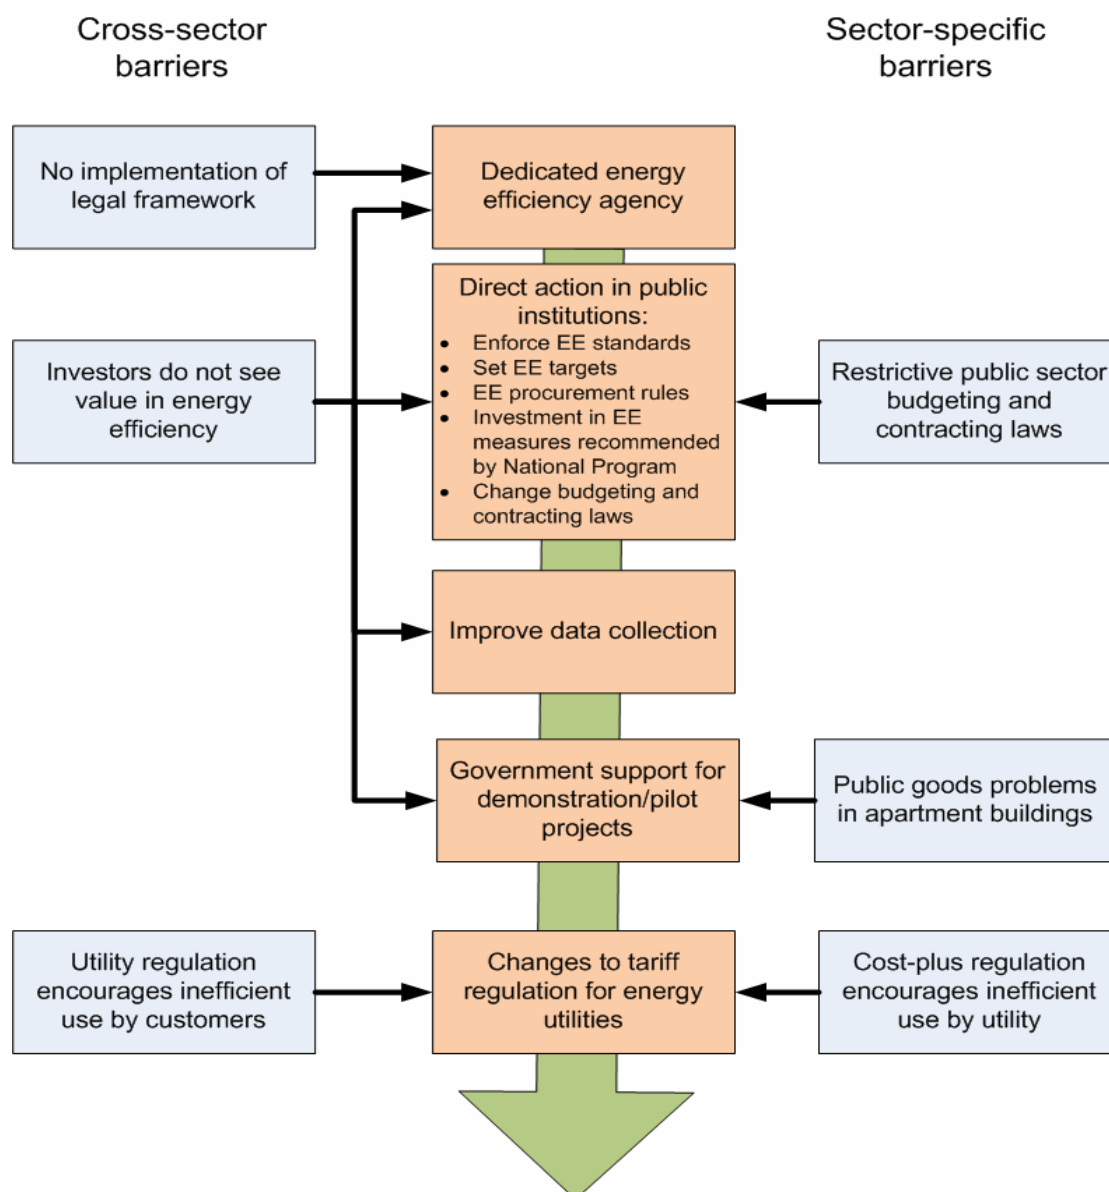 Cross-sector
barriers
Sector-specific
barriers
No implementation of
legal framework
Dedicated energy
efficiency agency
Investors do not see
value in energy
efficiency
Direct action in public
institutions:
• Enforce EE standards
• Set EE targets
• EE procurement rules
• Investment in EE
measures recommended
by National Program
• Change budgeting and
contracting laws
Restrictive public sector
budgeting and
contracting laws
Improve data collection
Government support for
demonstration/pilot
projects
Public goods problems
in apartment buildings
Utility regulation
encourages inefficient
use by customers
Changes to tariff
regulation for energy
utilities
Cost-plus regulation
encourages inefficient
use by utility